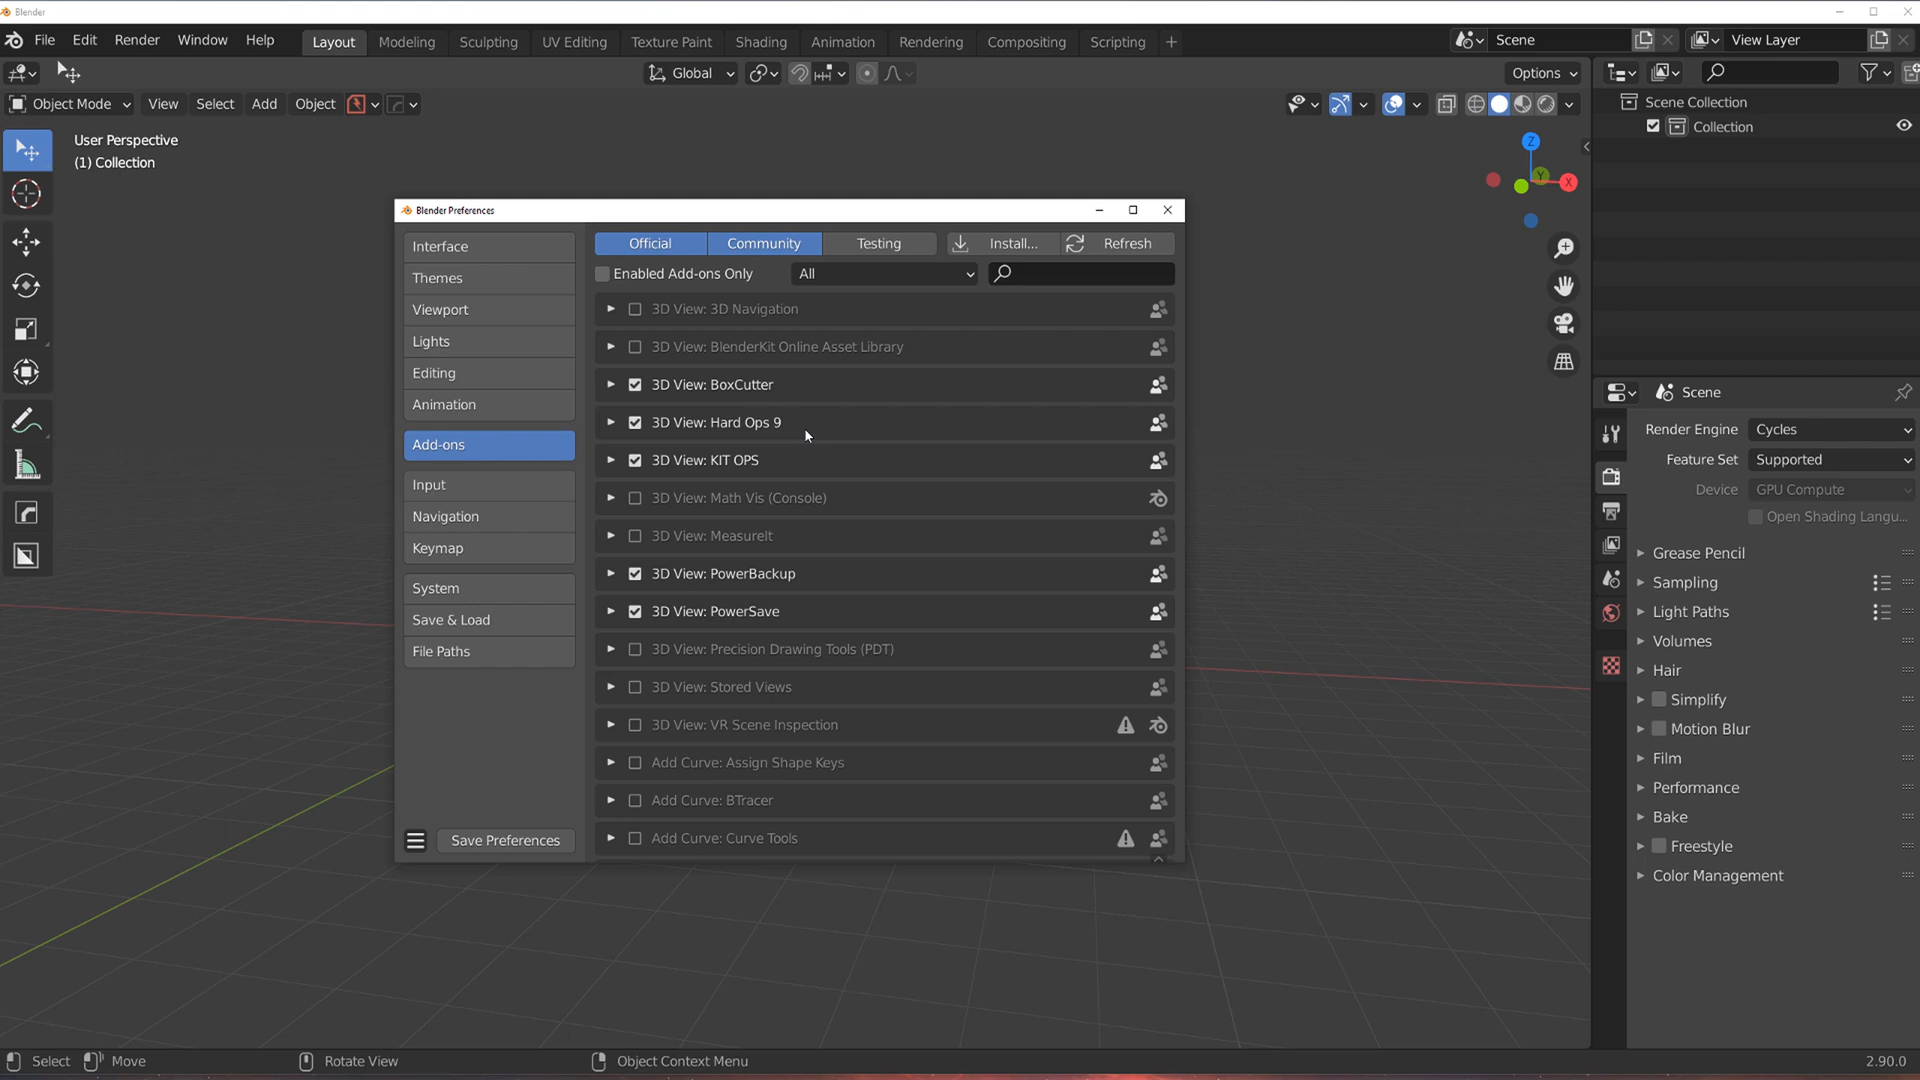 Blender
File Edit Render Window Help Layout Modeling Sculpting UV Editing Texture Paint Shading Animation Rendering Compositing Scripting + Scene View Layer
Global Options
Object Mode View Select Add Object
User Perspective
(1) Collection
Z
Y
X
Scene Collection
Collection
Blender Preferences
Interface
Themes
Viewport
Lights
Editing
Animation
Add-ons
Input
Navigation
Keymap
System
Save & Load
File Paths
Save Preferences
Official Community Testing Install... Refresh
Enabled Add-ons Only All
3D View: 3D Navigation
3D View: BlenderKit Online Asset Library
3D View: BoxCutter
3D View: Hard Ops 9
3D View: KIT OPS
3D View: Math Vis (Console)
3D View: MeasureIt
3D View: PowerBackup
3D View: PowerSave
3D View: Precision Drawing Tools (PDT)
3D View: Stored Views
3D View: VR Scene Inspection
Add Curve: Assign Shape Keys
Add Curve: BTracer
Add Curve: Curve Tools
Scene
Render Engine Cycles
Feature Set Supported
Device GPU Compute
Open Shading Langu...
Grease Pencil
Sampling
Light Paths
Volumes
Hair
Simplify
Motion Blur
Film
Performance
Bake
Freestyle
Color Management
Select Move Rotate View Object Context Menu 2.90.0